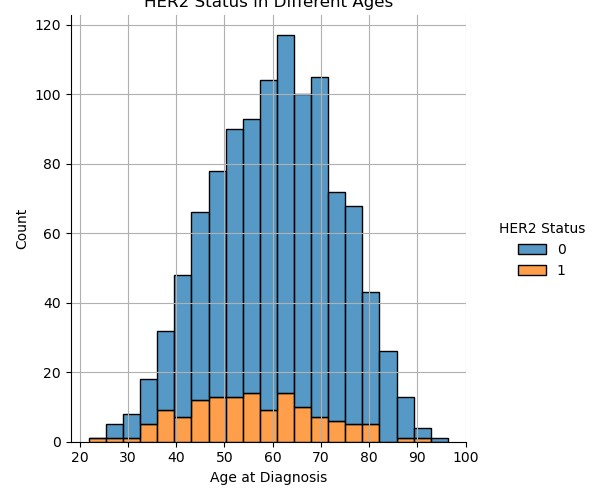 HER2 Status in Different Ages
120
100
80
60
40
20
0
Count
20 30 40 50 60 70 80 90 100
Age at Diagnosis
HER2 Status
0
1